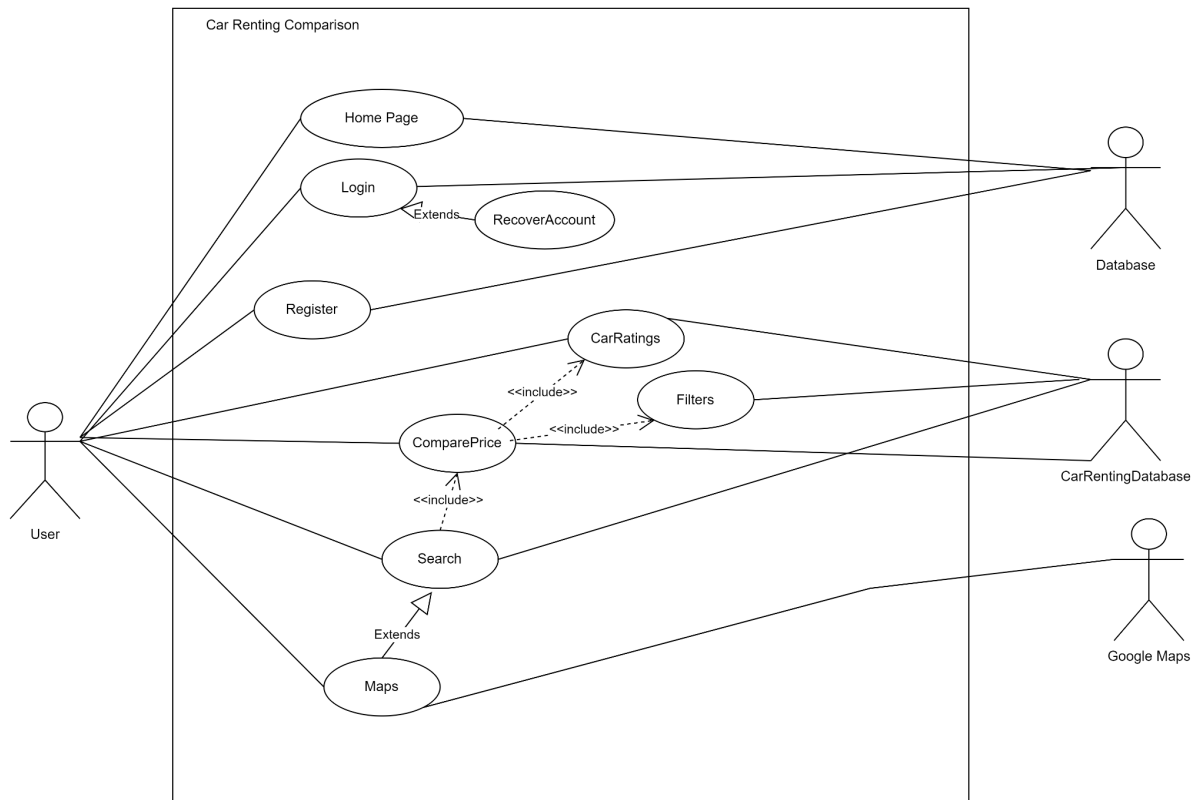 Car Renting Comparison
Home Page
Login
Extends
RecoverAccount
Database
Register
CarRatings
<<include>>
Filters
<<include>>
ComparePrice
CarRentingDatabase
<<include>>
User
Search
Extends
Google Maps
Maps